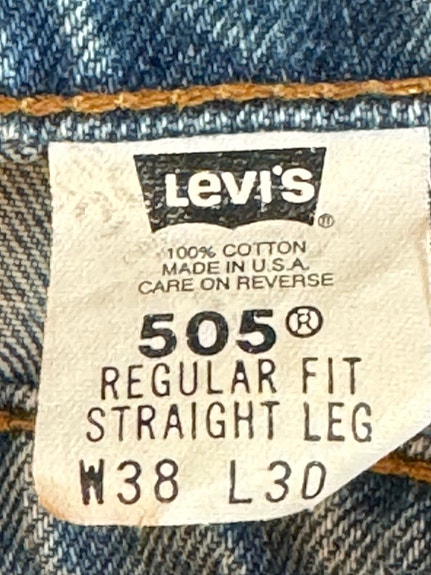 Levi's®
100% COTTON
MADE IN U.S.A.
CARE ON REVERSE
505®
REGULAR FIT
STRAIGHT LEG
W38 L30